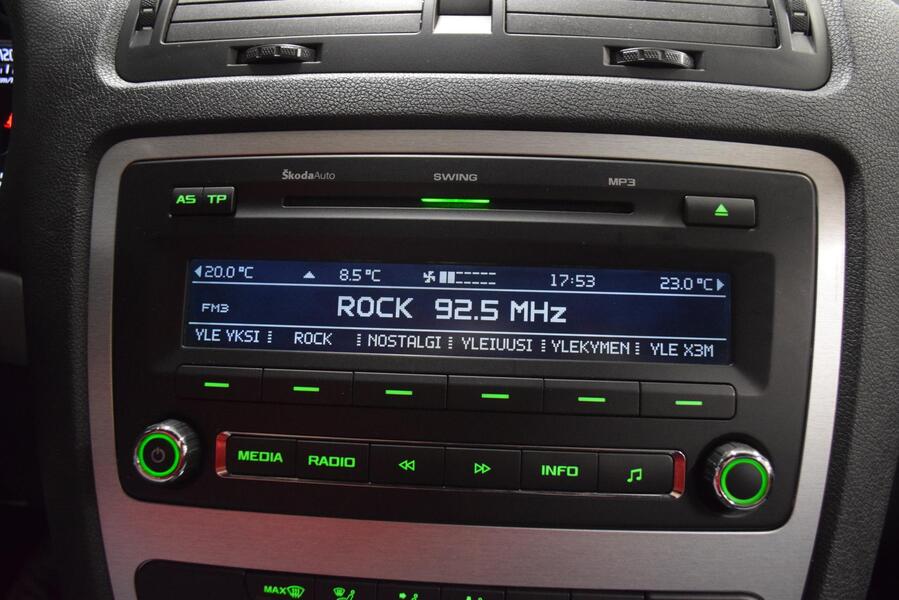 ŠkodaAuto SWING MP3
AS TP
20.0 °C 8.5 °C 17:53 23.0 °C
FM3 ROCK 92.5 MHz
YLE YKSI ROCK NOSTALGI YLEIUUSI YLEKYMEN YLE X3M
MEDIA RADIO INFO
MAX